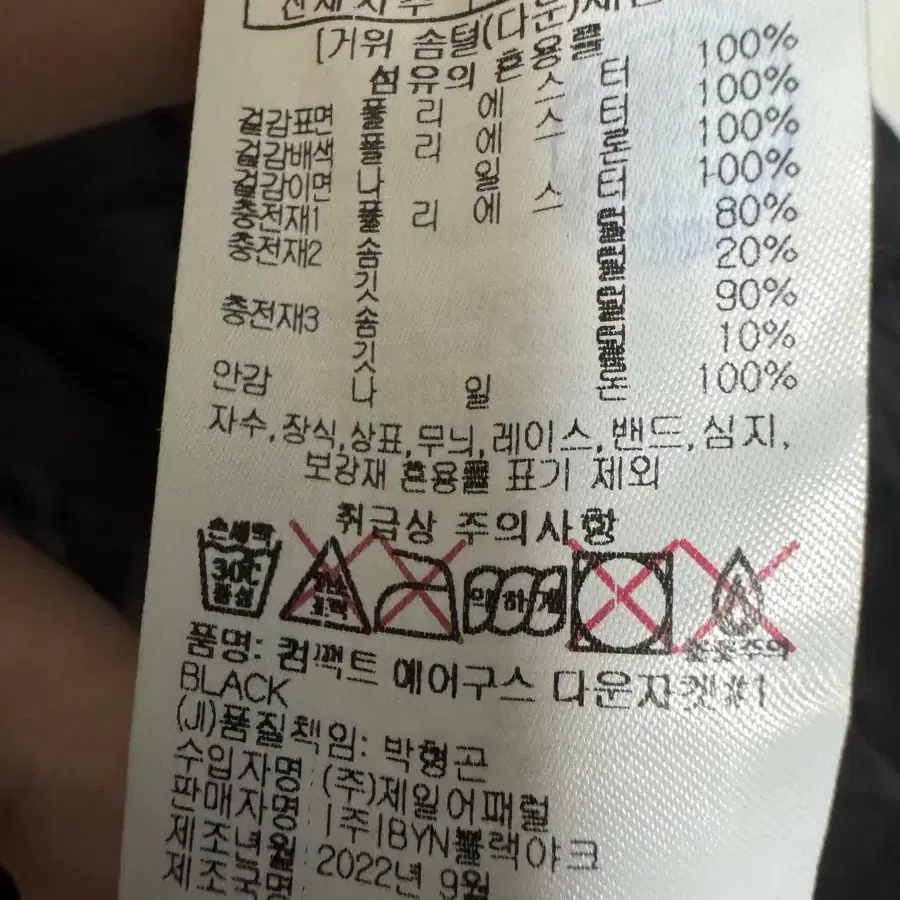 [거위 솜털(다운)
섬유의 혼용률
겉감표면 폴 리 에 스 터 100%
겉감배색 폴 리 에 스 터 100%
겉감이면 나 일 론 100%
충전재1 폴 리 에 스 터 100%
충전재2 솜 털 80%
깃 털 20%
충전재3 솜 털 90%
깃 털 10%
안감 나 일 론 100%
자수,장식,상표,무늬,레이스,밴드,심지,
보강재 혼용률 표기 제외
취급상 주의사항
손세탁
30℃
중성
염소
표백
약하게
품명: 컴팩트 에어구스 다운자켓#1
BLACK
(JI)품질책임: 박형곤
수입자명 : (주)제일어패럴
판매자명 : (주)BYN블랙야크
제조년월 : 2022년 9월
제조국명